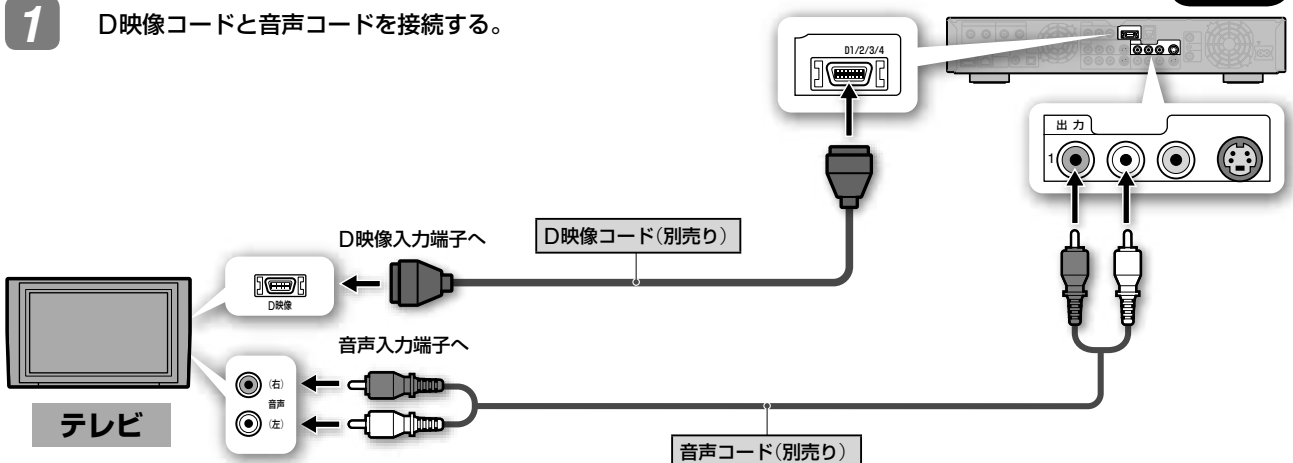 1
D映像コードと音声コードを接続する。
D1/2/3/4
出力
1
D映像入力端子へ
D映像コード(別売り)
D映像
音声入力端子へ
(右)
音声
(左)
テレビ
音声コード(別売り)